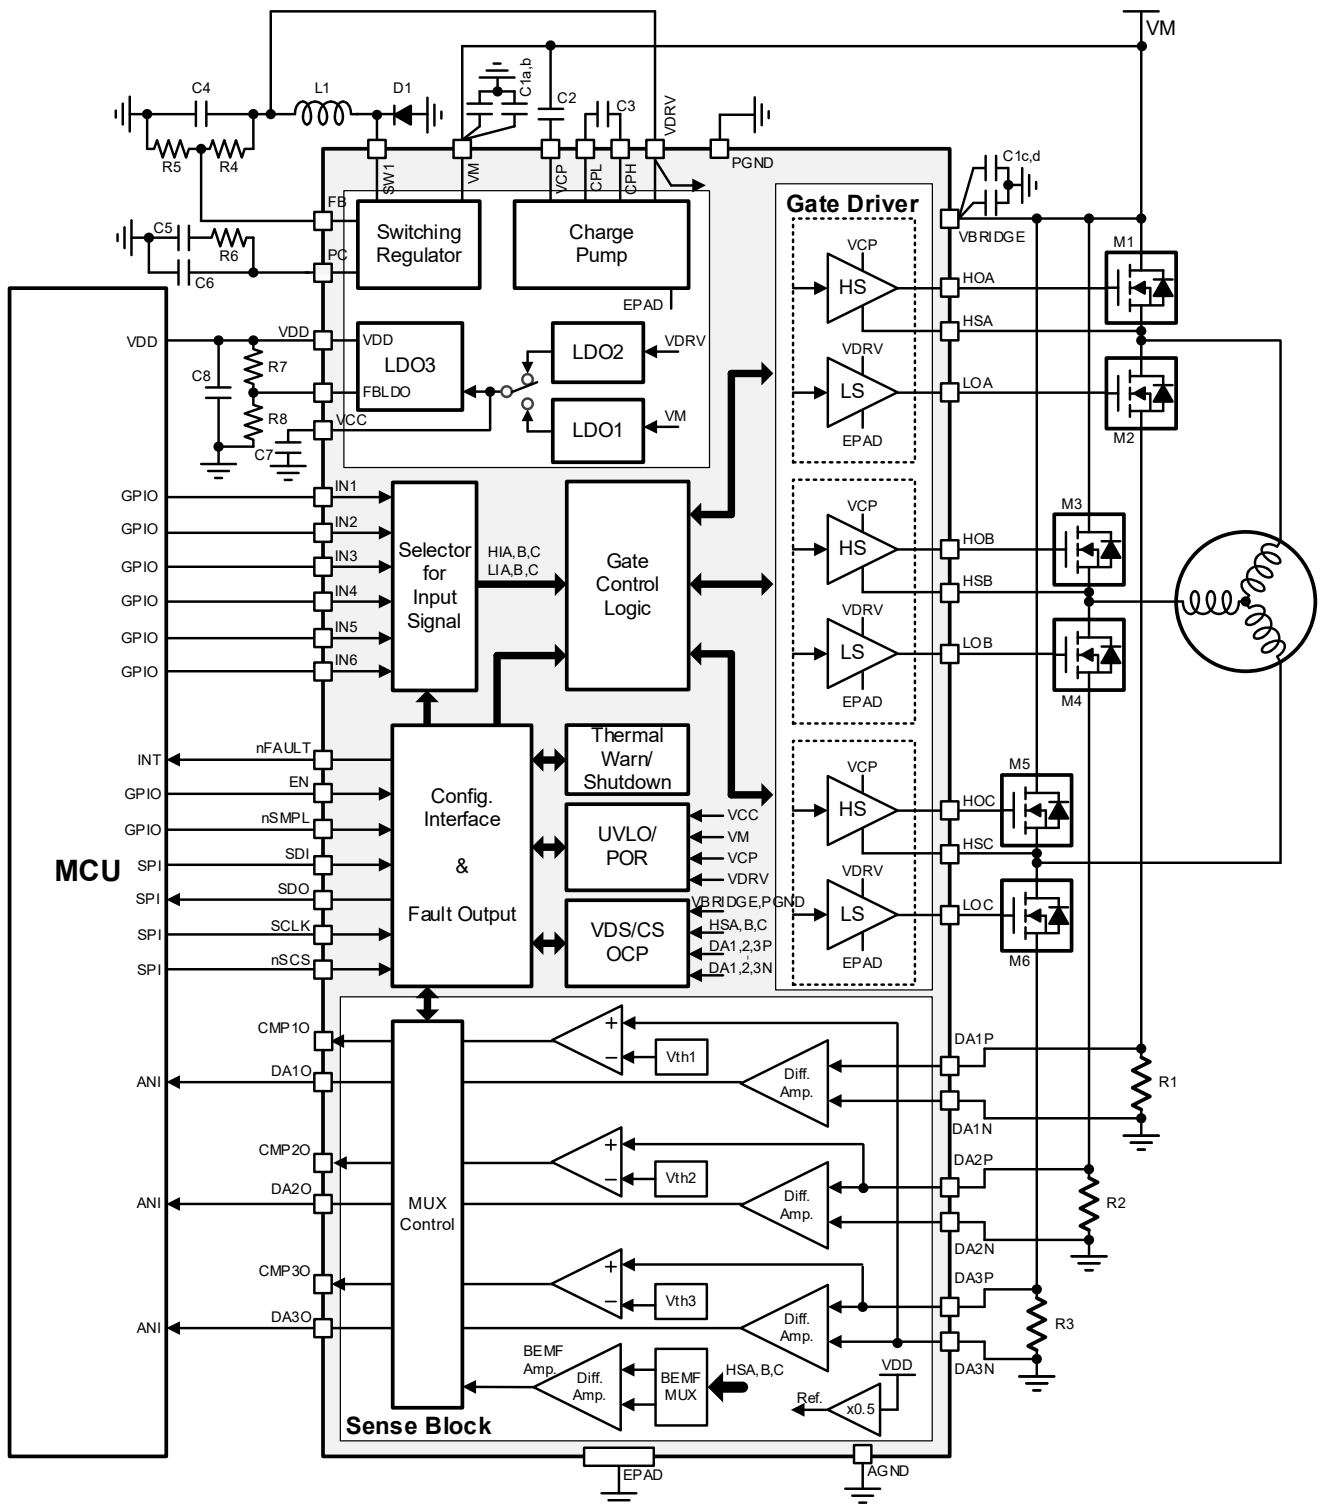 VM
C4
L1
D1
C1a,b
C2
C3
VDRV
R5
R4
PGND
SW1
VM
VCP
CPL
CPH
C1c,d
FB
Switching
Regulator
Charge
Pump
Gate Driver
VBRIDGE
C5
R6
C6
PC
EPAD
VCP
HS
HOA
M1
HSA
VDD
VDD
VDD
LDO3
FBLDO
LDO2
VDRV
VDRV
LS
LOA
EPAD
M2
C8
R7
R8
VCC
C7
LDO1
VM
GPIO
IN1
GPIO
IN2
GPIO
IN3
GPIO
IN4
GPIO
IN5
GPIO
IN6
Selector
for
Input
Signal
HIA,B,C
LIA,B,C
Gate
Control
Logic
VCP
HS
HOB
M3
HSB
VDRV
LS
LOB
EPAD
M4
MCU
INT
nFAULT
GPIO
EN
GPIO
nSMPL
SPI
SDI
SPI
SDO
SPI
SCLK
SPI
nSCS
Config.
Interface
&
Fault Output
Thermal
Warn/
Shutdown
UVLO/
POR
VCC
VM
VCP
VDRV
VDS/CS
OCP
VBRIDGE,PGND
HSA,B,C
DA1,2,3P
DA1,2,3N
VCP
HS
HOC
M5
HSC
VDRV
LS
LOC
EPAD
M6
CMP1O
+
−
Vth1
DA1P
ANI
DA1O
Diff.
Amp.
R1
DA1N
CMP2O
+
−
Vth2
DA2P
ANI
DA2O
MUX
Control
Diff.
Amp.
R2
DA2N
CMP3O
+
−
Vth3
DA3P
ANI
DA3O
Diff.
Amp.
R3
DA3N
BEMF
Amp.
Diff.
Amp.
BEMF
MUX
HSA,B,C
VDD
Ref.
x0.5
Sense Block
EPAD
AGND